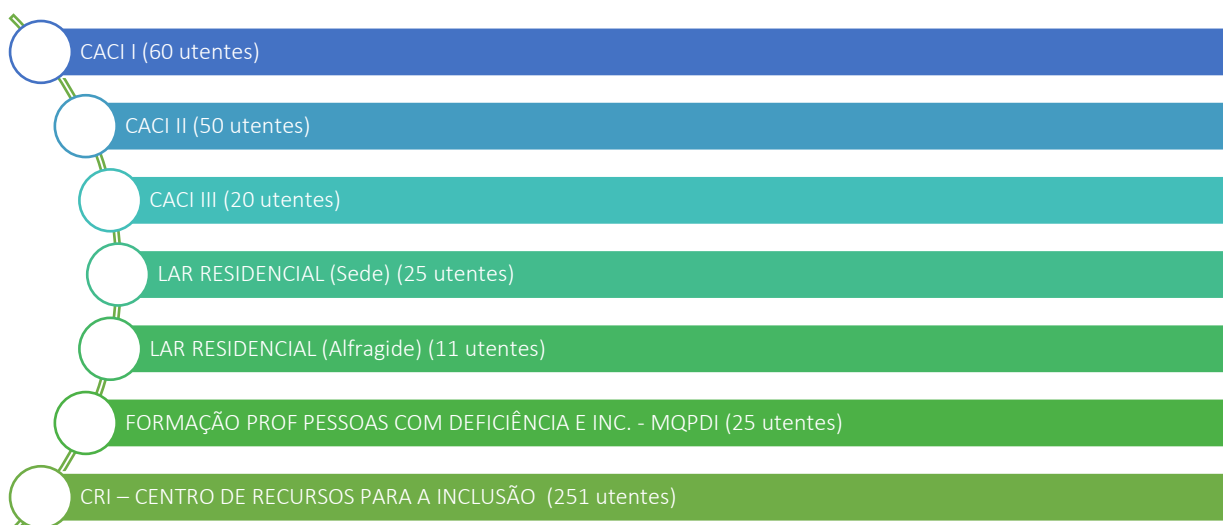 CACI I (60 utentes)
CACI II (50 utentes)
CACI III (20 utentes)
LAR RESIDENCIAL (Sede) (25 utentes)
LAR RESIDENCIAL (Alfragide) (11 utentes)
FORMAÇÃO PROF PESSOAS COM DEFICIÊNCIA E INC. - MQPDI (25 utentes)
CRI – CENTRO DE RECURSOS PARA A INCLUSÃO (251 utentes)